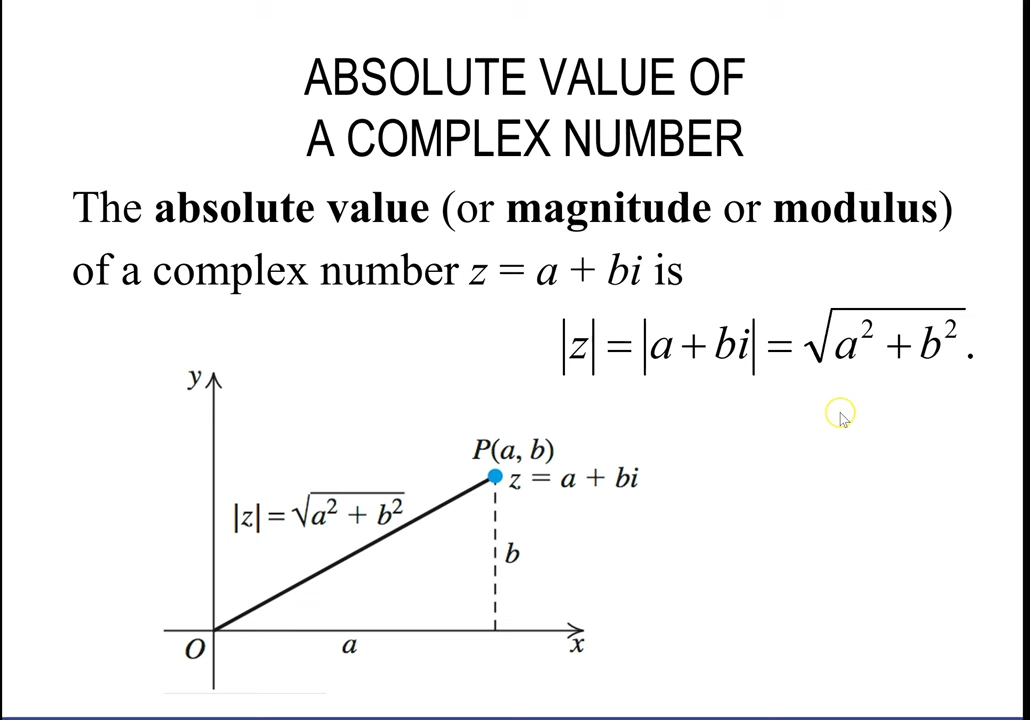 ABSOLUTE VALUE OF
A COMPLEX NUMBER
The absolute value (or magnitude or modulus)
of a complex number z = a + bi is
|z| = |a + bi| = √(a² + b²).
y
P(a, b)
z = a + bi
|z| = √(a² + b²)
b
O
a
x